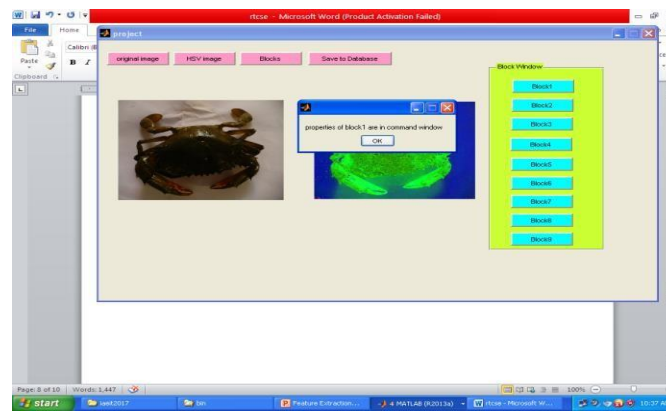 rtcse - Microsoft Word (Product Activation Failed)
File Home
project
Paste
Calibri
B I
Clipboard
original image HSV image Blocks Save to Database
Block Window
Block1
Block2
Block3
Block4
Block5
Block6
Block7
Block8
Block9
properties of block1 are in command window
OK
Page: 8 of 10 Words: 1,447 100%
start bin Feature Extraction... 4 MATLAB (R2013a) rtcse - Microsoft W... 10:37 A